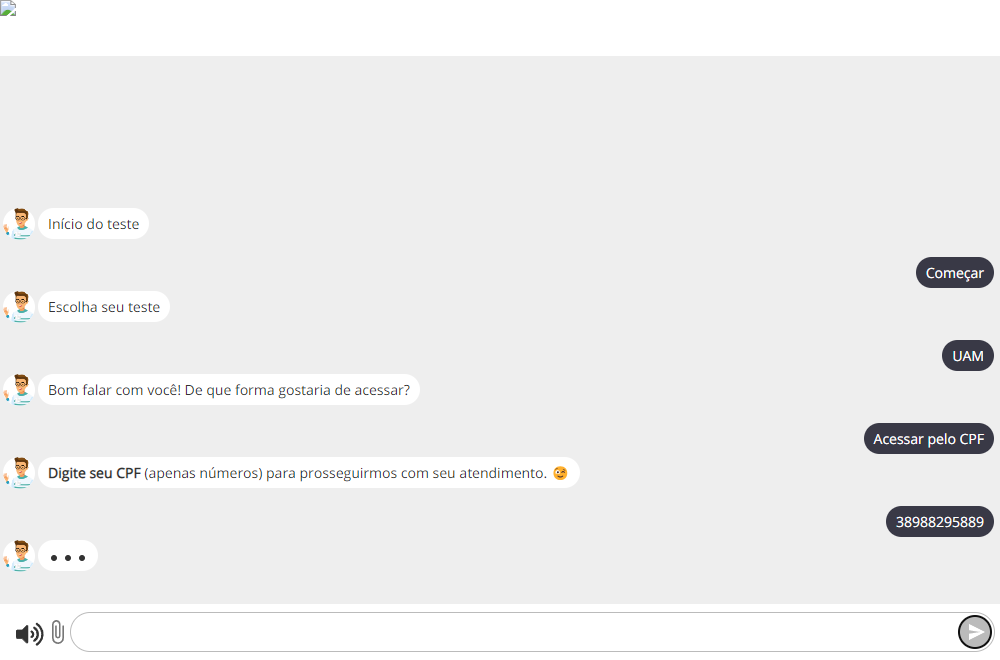 Início do teste
Começar
Escolha seu teste
UAM
Bom falar com você! De que forma gostaria de acessar?
Acessar pelo CPF
Digite seu CPF (apenas números) para prosseguirmos com seu atendimento. 😉
38988295889